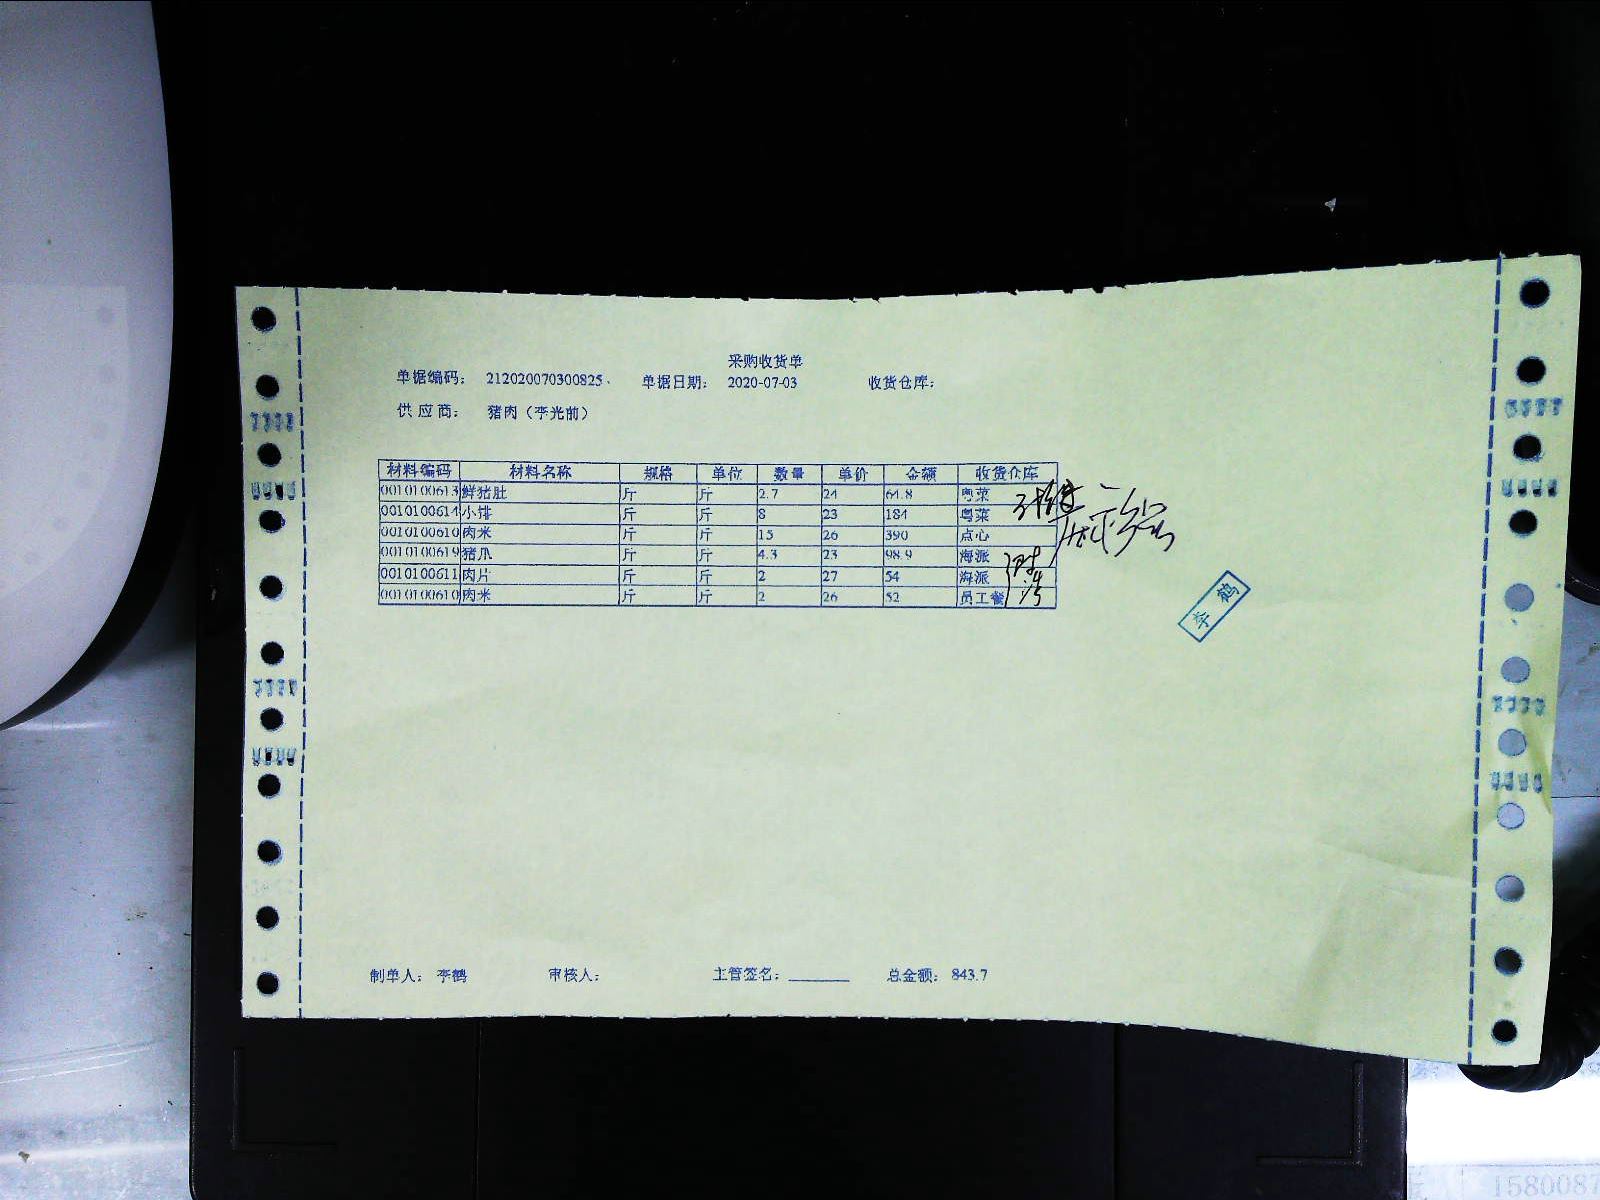 采购收货单
单据编码： 212020070300825 单据日期： 2020-07-03 收货仓库：
供应商： 猪肉（李光前）
材料编码 材料名称 规格 单位 数量 单价 金额 收货仓库
0010100613 鲜猪肚 斤 斤 2.7 24 64.8 粤菜
0010100614 小排 斤 斤 8 23 184 粤菜
0010100610 肉米 斤 斤 15 26 390 点心
0010100619 猪爪 斤 斤 4.3 23 98.9 海派
0010100611 肉片 斤 斤 2 27 54 海派
0010100610 肉米 斤 斤 2 26 52 员工餐
李鹤
制单人： 李鹤 审核人： 主管签名：______ 总金额： 843.7